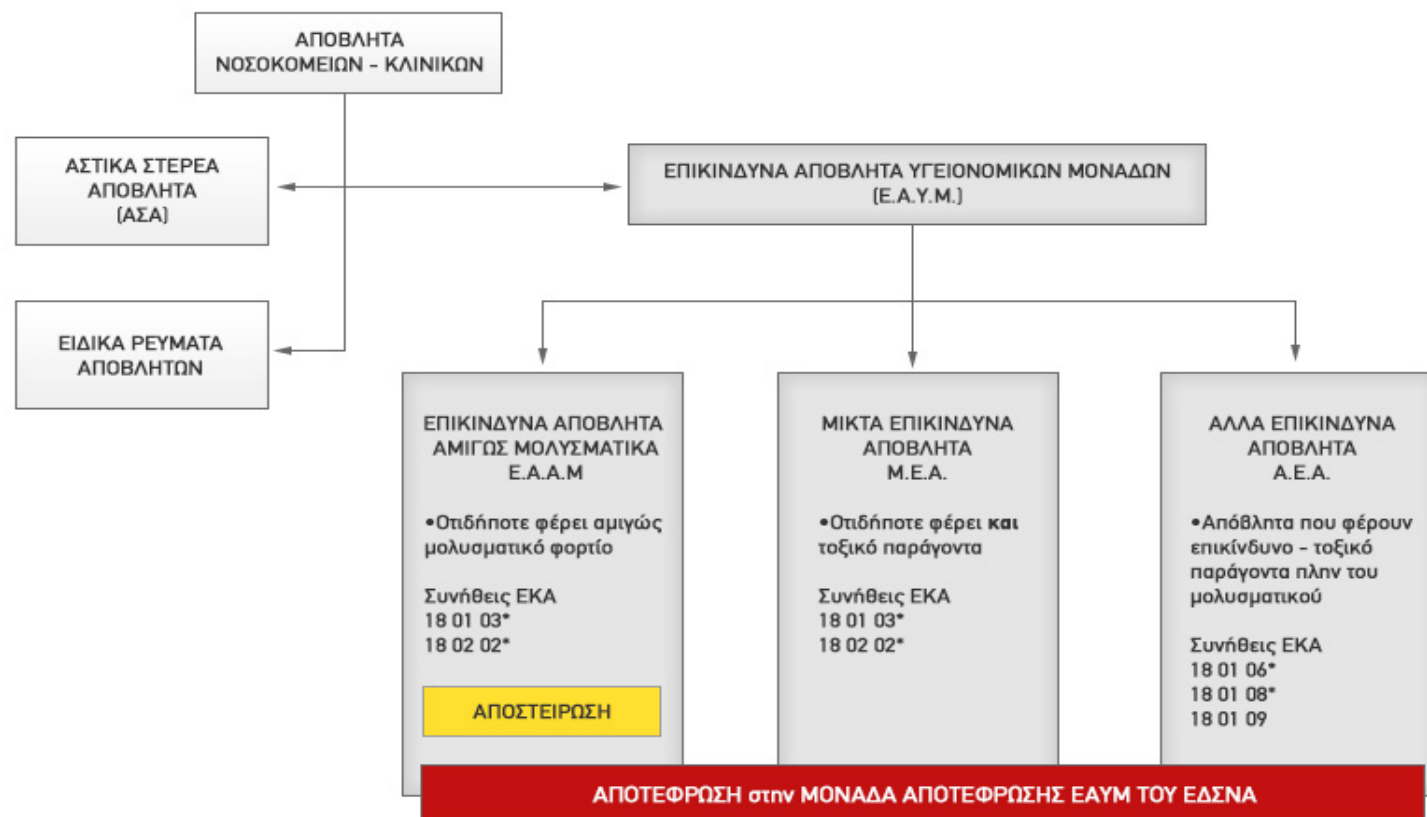 ΑΠΟΒΛΗΤΑ
ΝΟΣΟΚΟΜΕΙΩΝ - ΚΛΙΝΙΚΩΝ
ΑΣΤΙΚΑ ΣΤΕΡΕΑ
ΑΠΟΒΛΗΤΑ
(ΑΣΑ)
ΕΠΙΚΙΝΔΥΝΑ ΑΠΟΒΛΗΤΑ ΥΓΕΙΟΝΟΜΙΚΩΝ ΜΟΝΑΔΩΝ
(Ε.Α.Υ.Μ.)
ΕΙΔΙΚΑ ΡΕΥΜΑΤΑ
ΑΠΟΒΛΗΤΩΝ
ΕΠΙΚΙΝΔΥΝΑ ΑΠΟΒΛΗΤΑ
ΑΜΙΓΩΣ ΜΟΛΥΣΜΑΤΙΚΑ
Ε.Α.Α.Μ
•Οτιδήποτε φέρει αμιγώς
μολυσματικό φορτίο
Συνήθεις ΕΚΑ
18 01 03*
18 02 02*
ΑΠΟΣΤΕΙΡΩΣΗ
ΜΙΚΤΑ ΕΠΙΚΙΝΔΥΝΑ
ΑΠΟΒΛΗΤΑ
Μ.Ε.Α.
•Οτιδήποτε φέρει και
τοξικό παράγοντα
Συνήθεις ΕΚΑ
18 01 03*
18 02 02*
ΑΛΛΑ ΕΠΙΚΙΝΔΥΝΑ
ΑΠΟΒΛΗΤΑ
Α.Ε.Α.
•Απόβλητα που φέρουν
επικίνδυνο - τοξικό
παράγοντα πλην του
μολυσματικού
Συνήθεις ΕΚΑ
18 01 06*
18 01 08*
18 01 09
ΑΠΟΤΕΦΡΩΣΗ στην ΜΟΝΑΔΑ ΑΠΟΤΕΦΡΩΣΗΣ ΕΑΥΜ ΤΟΥ ΕΔΣΝΑ